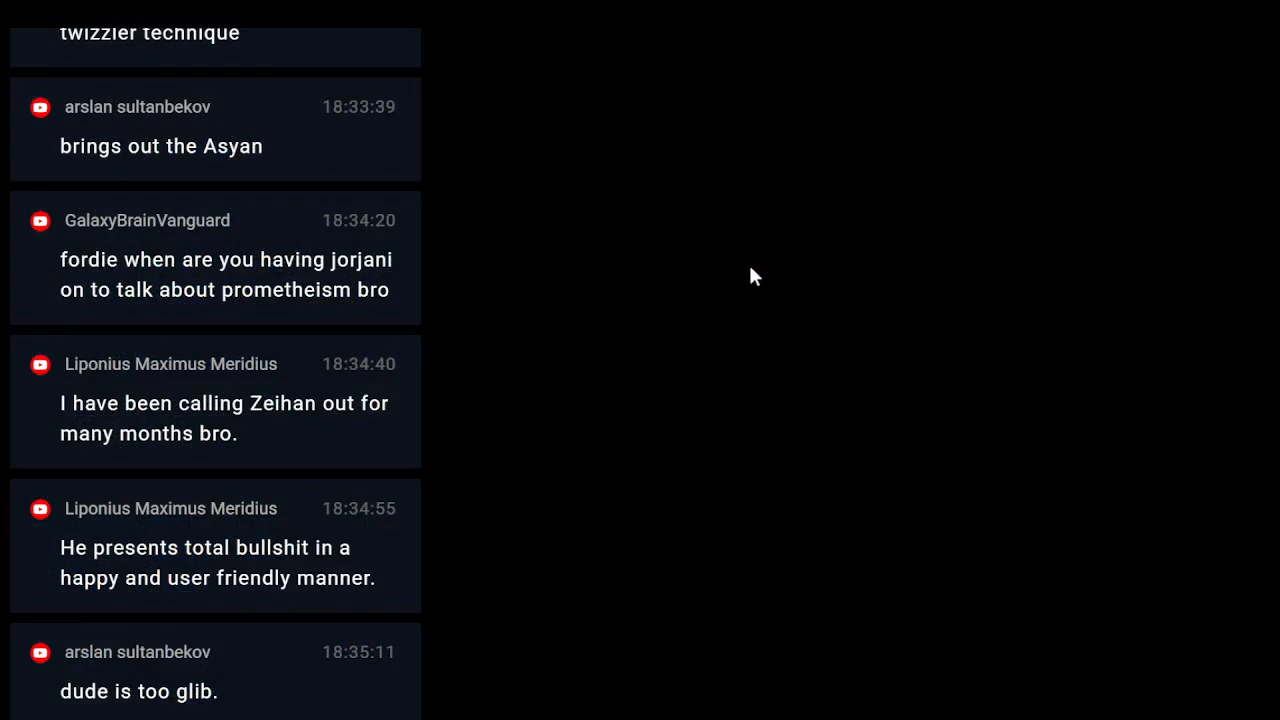 twizzler technique
arslan sultanbekov 18:33:39
brings out the Asyan
GalaxyBrainVanguard 18:34:20
fordie when are you having jorjani
on to talk about prometheism bro
Liponius Maximus Meridius 18:34:40
I have been calling Zeihan out for
many months bro.
Liponius Maximus Meridius 18:34:55
He presents total bullshit in a
happy and user friendly manner.
arslan sultanbekov 18:35:11
dude is too glib.